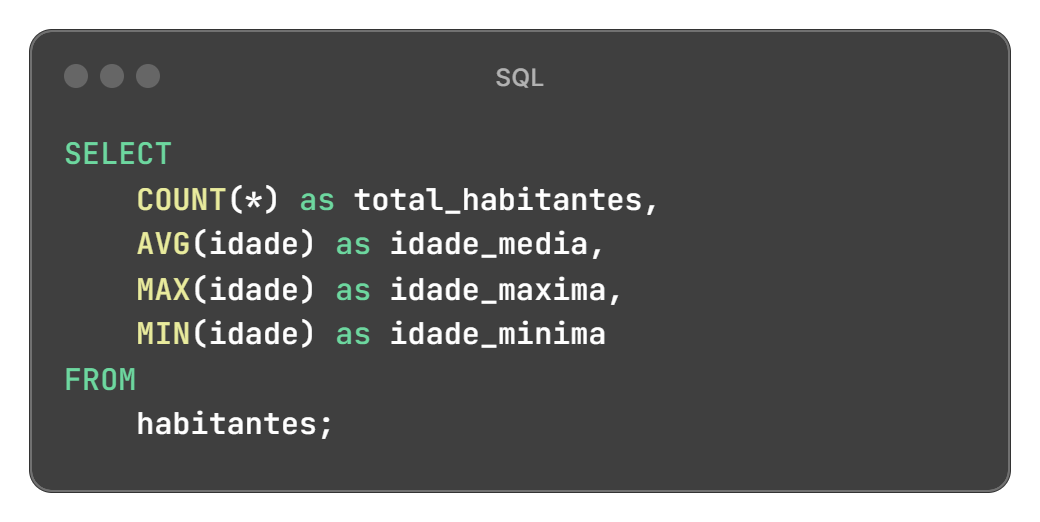 SQL
SELECT
    COUNT(*) as total_habitantes,
    AVG(idade) as idade_media,
    MAX(idade) as idade_maxima,
    MIN(idade) as idade_minima
FROM
    habitantes;